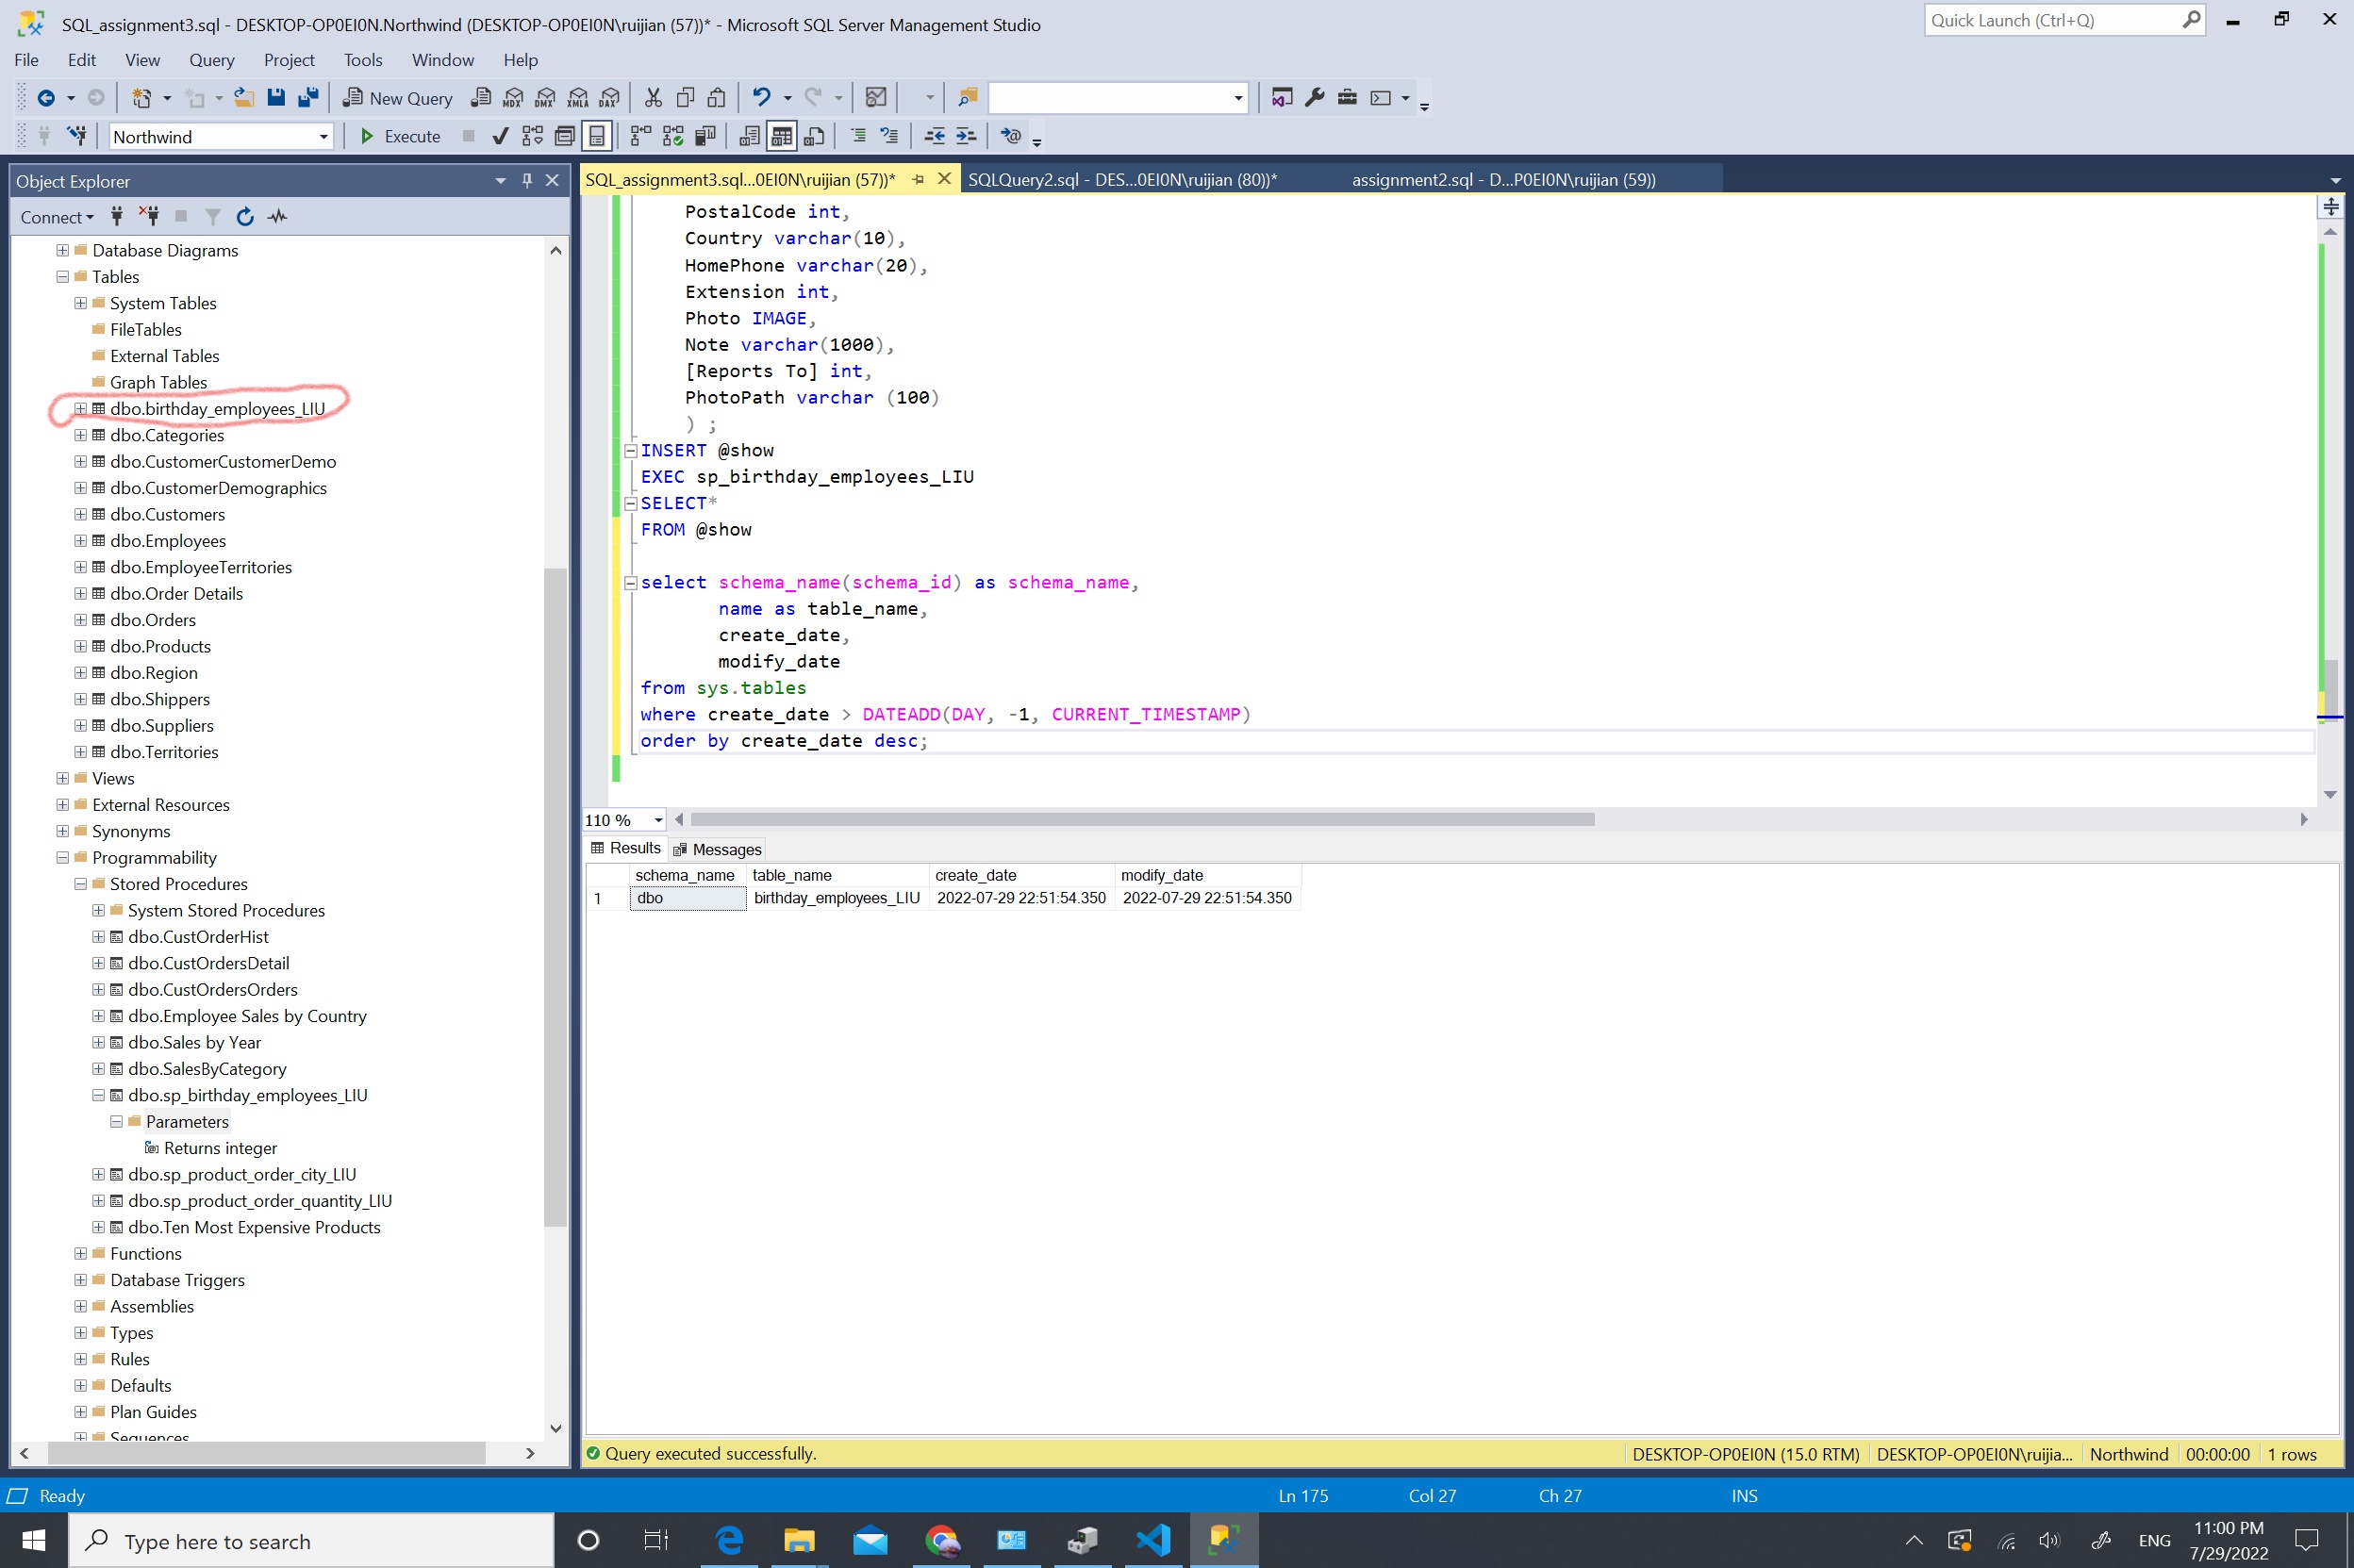 SQL_assignment3.sql - DESKTOP-OP0EI0N.Northwind (DESKTOP-OP0EI0N\ruijian (57))* - Microsoft SQL Server Management Studio
Quick Launch (Ctrl+Q)
File Edit View Query Project Tools Window Help
New Query MDX DMX XMLA DAX
Northwind Execute
Object Explorer
Connect
Database Diagrams
Tables
System Tables
FileTables
External Tables
Graph Tables
dbo.birthday_employees_LIU
dbo.Categories
dbo.CustomerCustomerDemo
dbo.CustomerDemographics
dbo.Customers
dbo.Employees
dbo.EmployeeTerritories
dbo.Order Details
dbo.Orders
dbo.Products
dbo.Region
dbo.Shippers
dbo.Suppliers
dbo.Territories
Views
External Resources
Synonyms
Programmability
Stored Procedures
System Stored Procedures
dbo.CustOrderHist
dbo.CustOrdersDetail
dbo.CustOrdersOrders
dbo.Employee Sales by Country
dbo.Sales by Year
dbo.SalesByCategory
dbo.sp_birthday_employees_LIU
Parameters
Returns integer
dbo.sp_product_order_city_LIU
dbo.sp_product_order_quantity_LIU
dbo.Ten Most Expensive Products
Functions
Database Triggers
Assemblies
Types
Rules
Defaults
Plan Guides
Sequences
SQL_assignment3.sql...0EI0N\ruijian (57))* SQLQuery2.sql - DES...0EI0N\ruijian (80))* assignment2.sql - D...P0EI0N\ruijian (59))
PostalCode int,
Country varchar(10),
HomePhone varchar(20),
Extension int,
Photo IMAGE,
Note varchar(1000),
[Reports To] int,
PhotoPath varchar (100)
) ;
INSERT @show
EXEC sp_birthday_employees_LIU
SELECT*
FROM @show
select schema_name(schema_id) as schema_name,
name as table_name,
create_date,
modify_date
from sys.tables
where create_date > DATEADD(DAY, -1, CURRENT_TIMESTAMP)
order by create_date desc;
110 %
Results Messages
schema_name table_name create_date modify_date
1 dbo birthday_employees_LIU 2022-07-29 22:51:54.350 2022-07-29 22:51:54.350
Query executed successfully. DESKTOP-OP0EI0N (15.0 RTM) DESKTOP-OP0EI0N\ruijia... Northwind 00:00:00 1 rows
Ready Ln 175 Col 27 Ch 27 INS
Type here to search
ENG
11:00 PM
7/29/2022